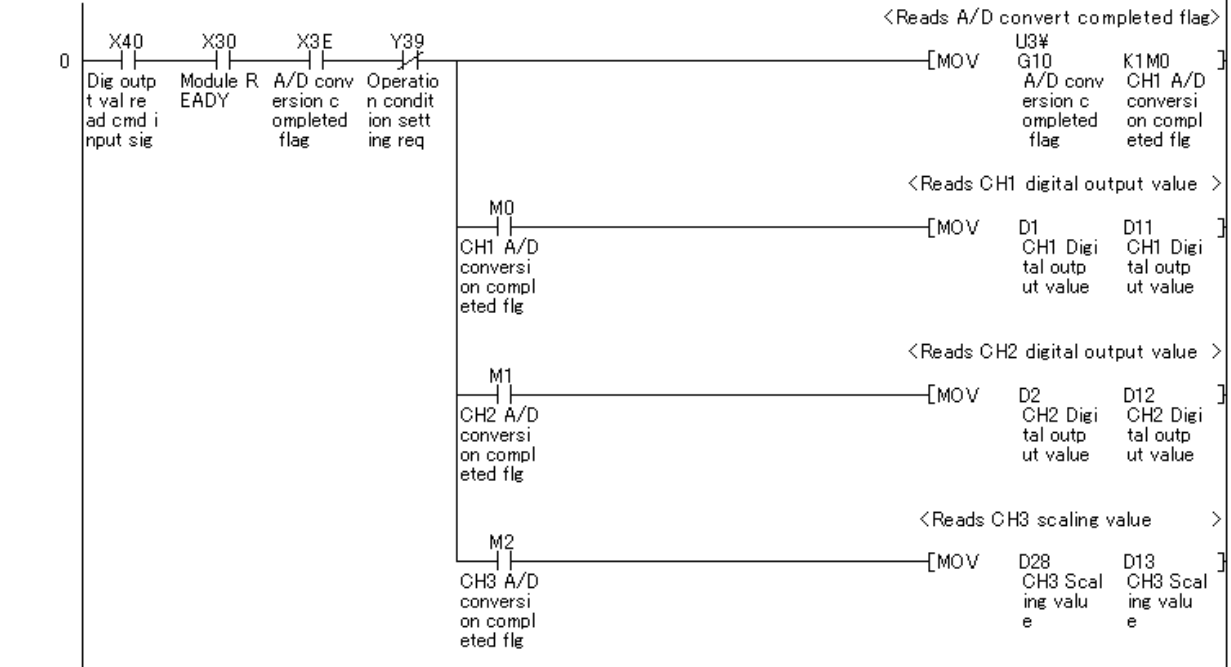 <Reads A/D convert completed flag>
X40 X30 X3E Y39 U3¥
0 [MOV G10 K1M0 ]
Dig outp Module R A/D conv Operatio A/D conv CH1 A/D
t val re EADY ersion c n condit ersion c conversi
ad cmd i ompleted ion sett ompleted on compl
nput sig flag ing req flag eted flg
<Reads CH1 digital output value >
M0
[MOV D1 D11 ]
CH1 A/D CH1 Digi CH1 Digi
conversi tal outp tal outp
on compl ut value ut value
eted flg
<Reads CH2 digital output value >
M1
[MOV D2 D12 ]
CH2 A/D CH2 Digi CH2 Digi
conversi tal outp tal outp
on compl ut value ut value
eted flg
<Reads CH3 scaling value >
M2
[MOV D28 D13 ]
CH3 A/D CH3 Scal CH3 Scal
conversi ing valu ing valu
on compl e e
eted flg